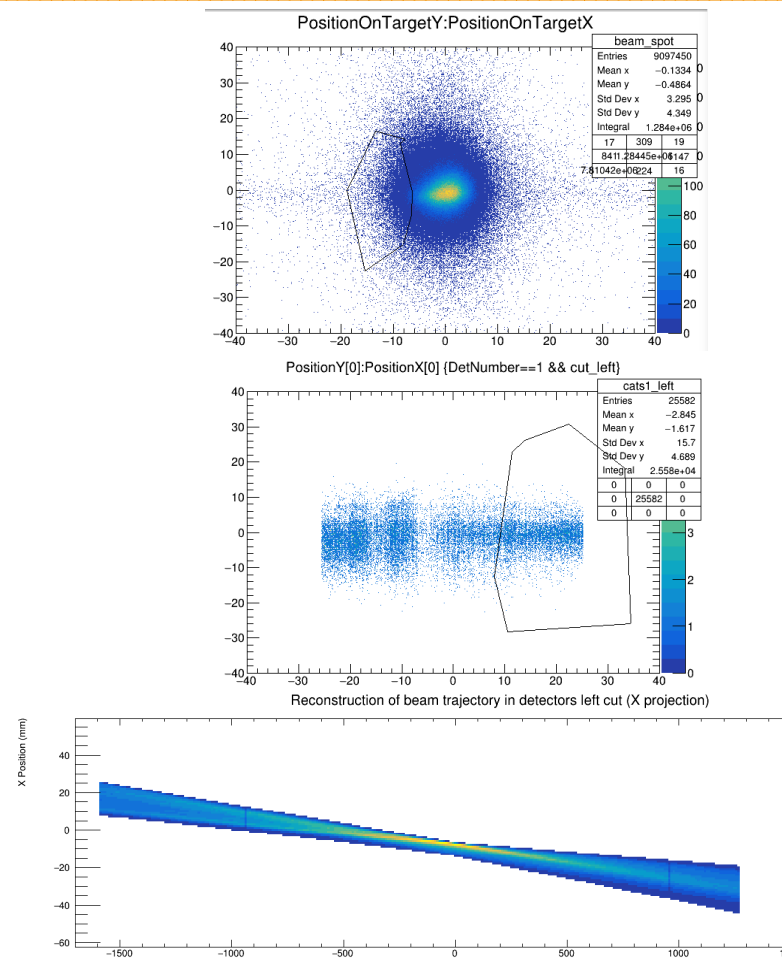 PositionOnTargetY:PositionOnTargetX
beam_spot
Entries 9097450
Mean x −0.1334
Mean y −0.4864
Std Dev x 3.295
Std Dev y 4.349
Integral 1.284e+06
17 309 19
224 16
40
30
20
10
0
−10
−20
−30
−40
−40 −30 −20 −10 0 10 20 30 40
100
80
60
40
20
0
PositionY[0]:PositionX[0] {DetNumber==1 && cut_left}
cats1_left
Entries 25582
Mean x −2.845
Mean y −1.617
Std Dev x 15.7
Std Dev y 4.689
Integral 2.558e+04
0 0 0
0 25582 0
0 0 0
40
30
20
10
0
−10
−20
−30
−40
−40 −30 −20 −10 0 10 20 30 40
3
2
1
0
Reconstruction of beam trajectory in detectors left cut (X projection)
X Position (mm)
40
20
0
−20
−40
−60
−1500 −1000 −500 0 500 1000